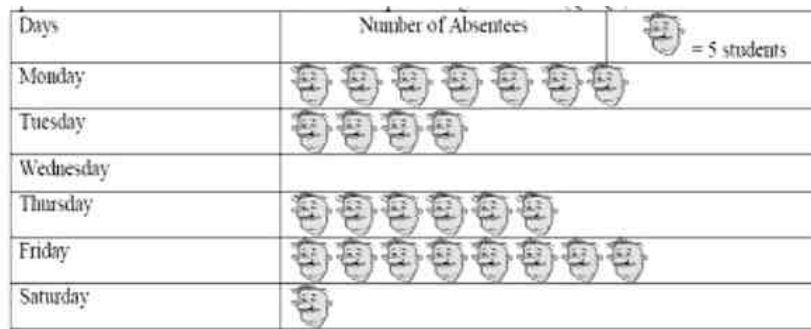 Days Number of Absentees = 5 students
Monday
Tuesday
Wednesday
Thursday
Friday
Saturday